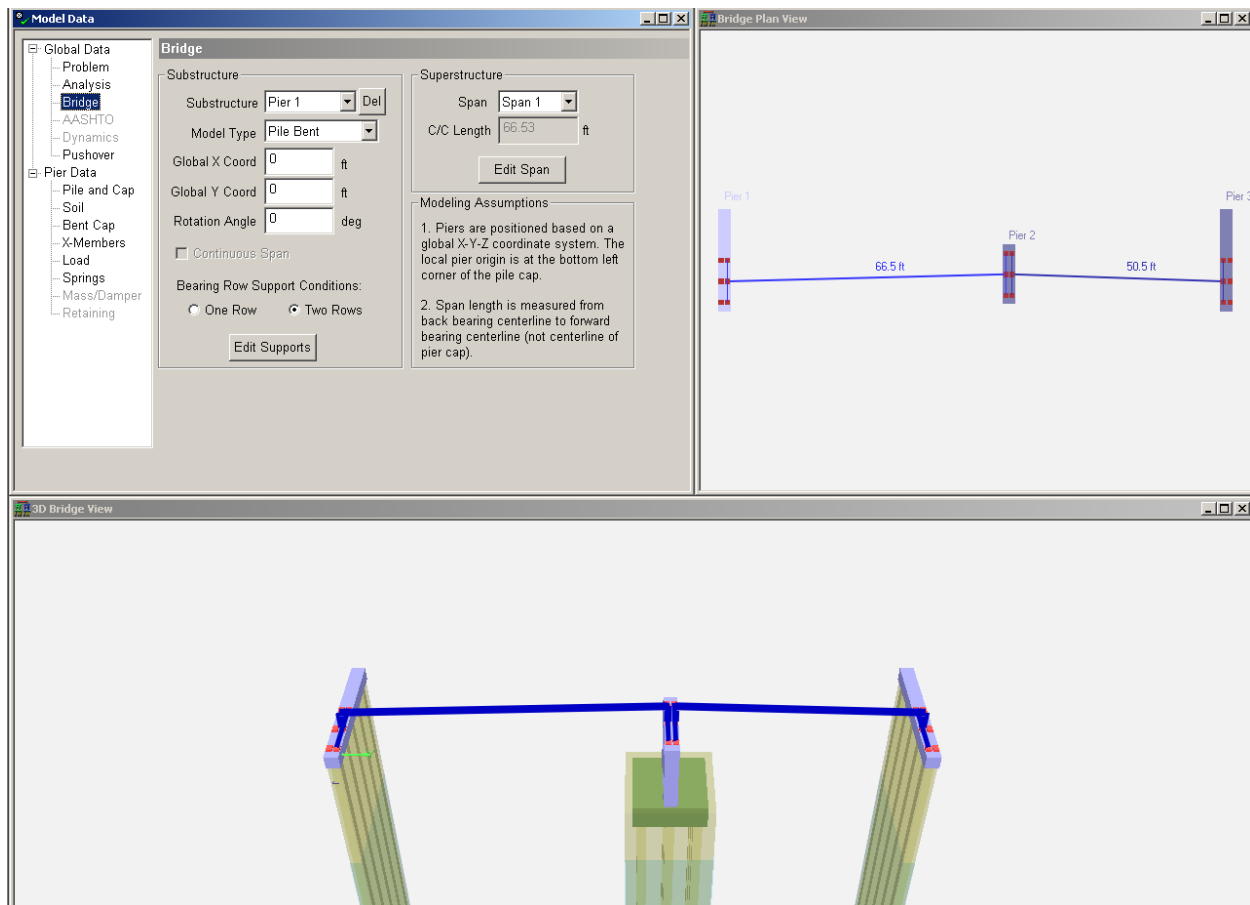 Model Data
Global Data
Problem
Analysis
Bridge
AASHTO
Dynamics
Pushover
Pier Data
Pile and Cap
Soil
Bent Cap
X-Members
Load
Springs
Mass/Damper
Retaining
Bridge
Substructure
Substructure Pier 1 Del
Model Type Pile Bent
Global X Coord 0 ft
Global Y Coord 0 ft
Rotation Angle 0 deg
Continuous Span
Bearing Row Support Conditions:
One Row Two Rows
Edit Supports
Superstructure
Span Span 1
C/C Length 66.53 ft
Edit Span
Modeling Assumptions
1. Piers are positioned based on a
global X-Y-Z coordinate system. The
local pier origin is at the bottom left
corner of the pile cap.
2. Span length is measured from
back bearing centerline to forward
bearing centerline (not centerline of
pier cap).
Bridge Plan View
Pier 1
Pier 3
Pier 2
66.5 ft
50.5 ft
3D Bridge View